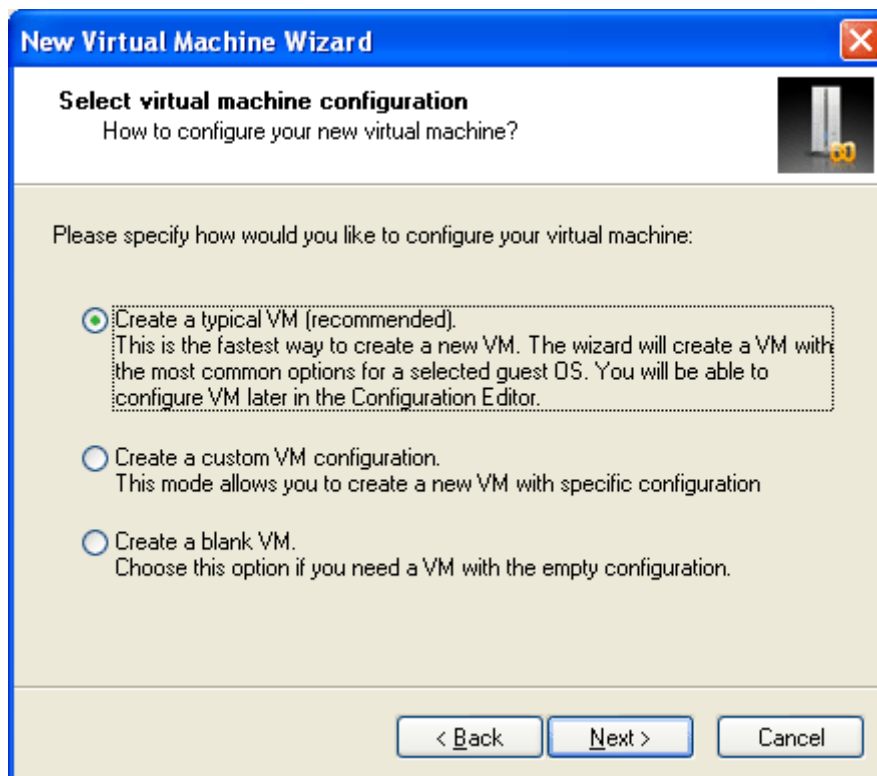 New Virtual Machine Wizard
Select virtual machine configuration
How to configure your new virtual machine?
Please specify how would you like to configure your virtual machine:
Create a typical VM (recommended).
This is the fastest way to create a new VM. The wizard will create a VM with
the most common options for a selected guest OS. You will be able to
configure VM later in the Configuration Editor.
Create a custom VM configuration.
This mode allows you to create a new VM with specific configuration
Create a blank VM.
Choose this option if you need a VM with the empty configuration.
< Back Next > Cancel